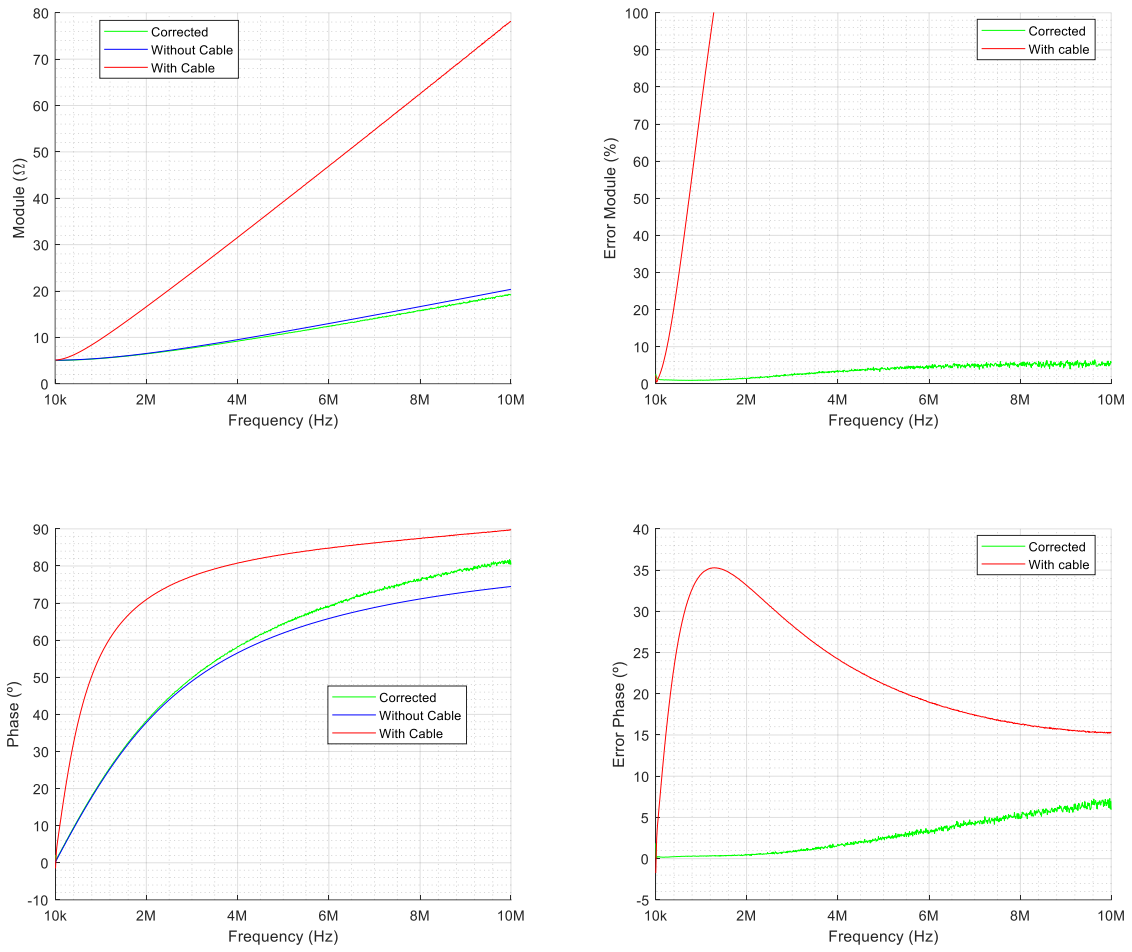 80
70
60
50
40
30
20
10
0
Module (Ω)
Corrected
Without Cable
With Cable
10k 2M 4M 6M 8M 10M
Frequency (Hz)
100
90
80
70
60
50
40
30
20
10
0
Error Module (%)
Corrected
With cable
10k 2M 4M 6M 8M 10M
Frequency (Hz)
90
80
70
60
50
40
30
20
10
0
-10
Phase (º)
Corrected
Without Cable
With Cable
10k 2M 4M 6M 8M 10M
Frequency (Hz)
40
35
30
25
20
15
10
5
0
-5
Error Phase (º)
Corrected
With cable
10k 2M 4M 6M 8M 10M
Frequency (Hz)